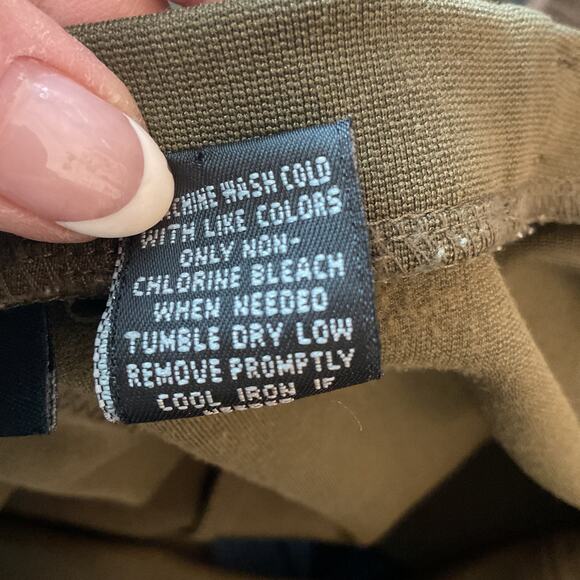 WASH COLD
WITH LIKE COLORS
ONLY NON-
CHLORINE BLEACH
WHEN NEEDED
TUMBLE DRY LOW
REMOVE PROMPTLY
COOL IRON IF